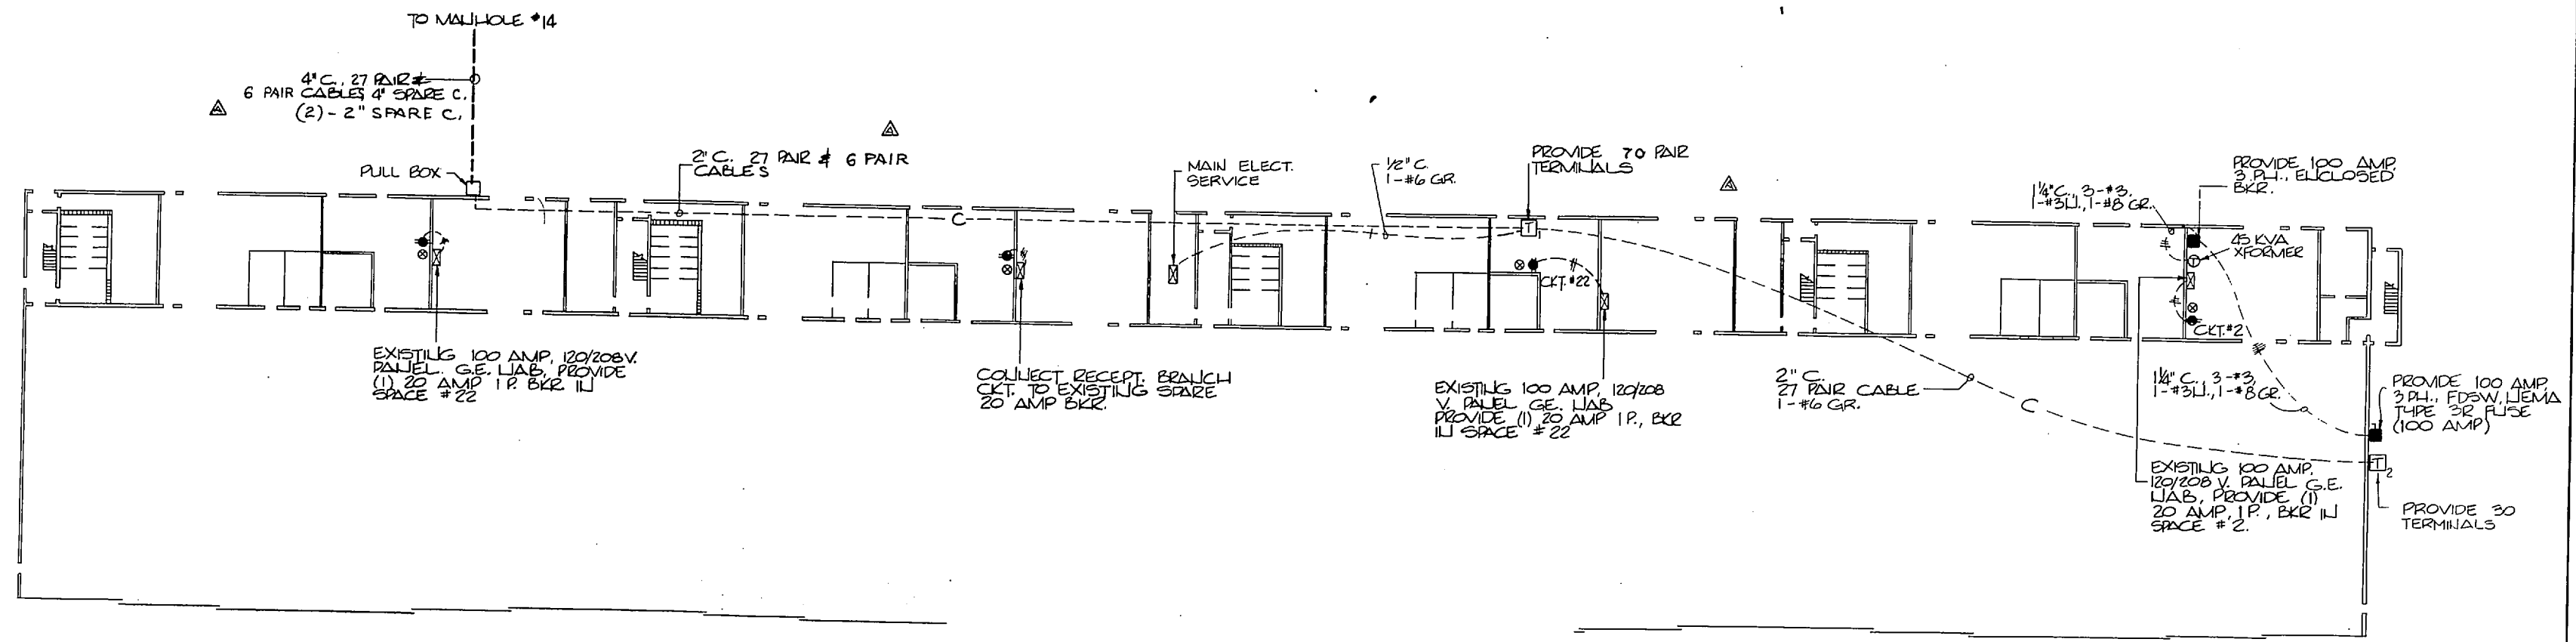 TO MANHOLE #14
4" C., 27 PAIR &
6 PAIR CABLES, 4" SPARE C.
(2) - 2" SPARE C.
A
PULL BOX
2" C. 27 PAIR & 6 PAIR
CABLES
A
C
MAIN ELECT.
SERVICE
1/2" C.
1-#6 GR.
PROVIDE 70 PAIR
TERMINALS
T1
CKT. #22
A
1¼" C., 3-#3,
1-#3N., 1-#8 GR.
PROVIDE 100 AMP,
3 PH., ENCLOSED
BKR.
45 KVA
XFORMER
T
CKT. #2
EXISTING 100 AMP, 120/208V.
PANEL. G.E. NAB, PROVIDE
(1) 20 AMP 1 P. BKR IN
SPACE #22
CONNECT RECEPT. BRANCH
CKT. TO EXISTING SPARE
20 AMP BKR.
EXISTING 100 AMP, 120/208
V. PANEL GE. NAB
PROVIDE (1) 20 AMP 1 P., BKR
IN SPACE #22
2" C.
27 PAIR CABLE
1-#6 GR.
C
1¼" C., 3-#3,
1-#3N., 1-#8 GR.
PROVIDE 100 AMP,
3 PH., FDSW, NEMA
TYPE 3R FUSE
(100 AMP)
T2
EXISTING 100 AMP.
120/208 V. PANEL G.E.
NAB, PROVIDE (1)
20 AMP, 1 P., BKR IN
SPACE #2.
PROVIDE 30
TERMINALS